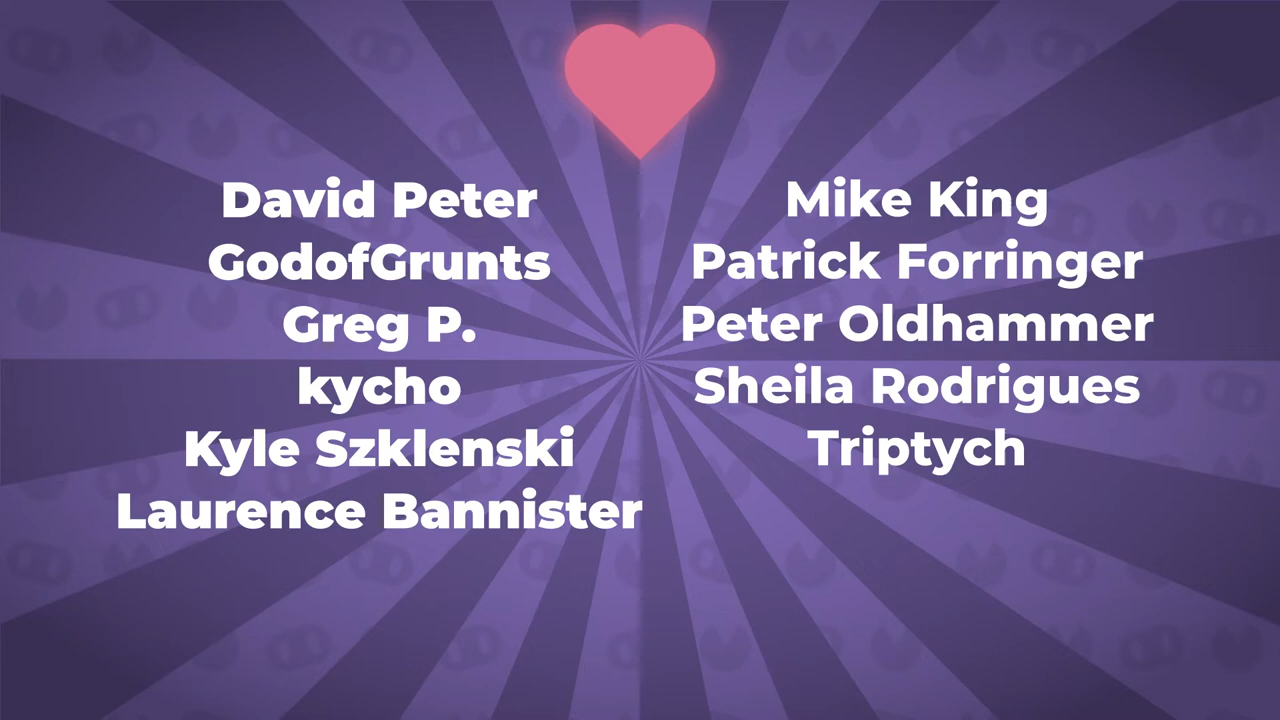 David Peter
GodofGrunts
Greg P.
kycho
Kyle Szklenski
Laurence Bannister
Mike King
Patrick Forringer
Peter Oldhammer
Sheila Rodrigues
Triptych